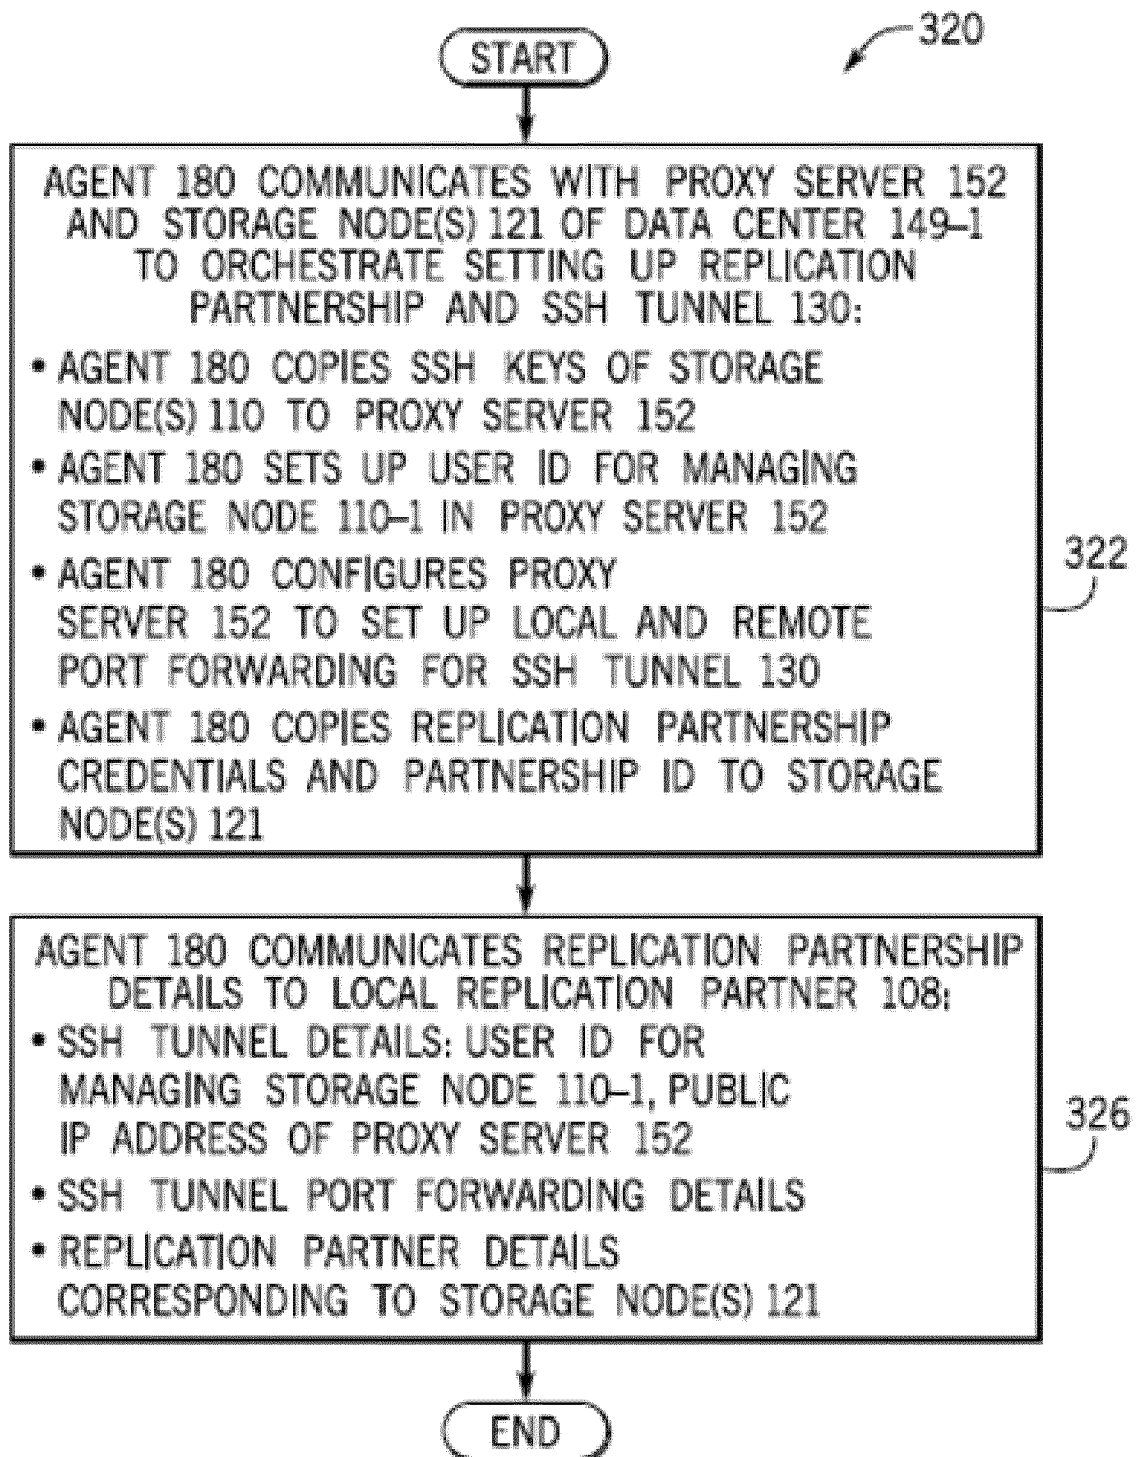 320
START
AGENT 180 COMMUNICATES WITH PROXY SERVER 152
AND STORAGE NODE(S) 121 OF DATA CENTER 149–1
TO ORCHESTRATE SETTING UP REPLICATION
PARTNERSHIP AND SSH TUNNEL 130:
• AGENT 180 COPIES SSH KEYS OF STORAGE
NODE(S) 110 TO PROXY SERVER 152
• AGENT 180 SETS UP USER ID FOR MANAGING
STORAGE NODE 110–1 IN PROXY SERVER 152
• AGENT 180 CONFIGURES PROXY
SERVER 152 TO SET UP LOCAL AND REMOTE
PORT FORWARDING FOR SSH TUNNEL 130
• AGENT 180 COPIES REPLICATION PARTNERSHIP
CREDENTIALS AND PARTNERSHIP ID TO STORAGE
NODE(S) 121
322
AGENT 180 COMMUNICATES REPLICATION PARTNERSHIP
DETAILS TO LOCAL REPLICATION PARTNER 108:
• SSH TUNNEL DETAILS: USER ID FOR
MANAGING STORAGE NODE 110–1, PUBLIC
IP ADDRESS OF PROXY SERVER 152
• SSH TUNNEL PORT FORWARDING DETAILS
• REPLICATION PARTNER DETAILS
CORRESPONDING TO STORAGE NODE(S) 121
326
END